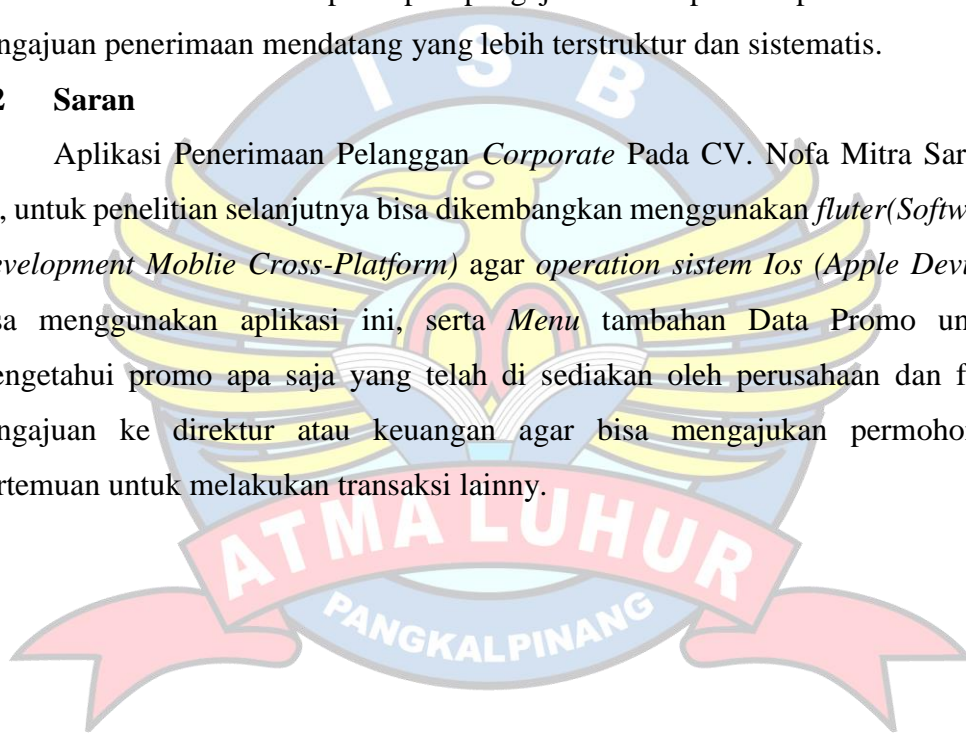 ngajuan penerimaan mendatang yang lebih terstruktur dan sistematis.
2 Saran
Aplikasi Penerimaan Pelanggan Corporate Pada CV. Nofa Mitra Sar
, untuk penelitian selanjutnya bisa dikembangkan menggunakan fluter(Softw
evelopment Moblie Cross-Platform) agar operation sistem Ios (Apple Devi
sa menggunakan aplikasi ini, serta Menu tambahan Data Promo un
engetahui promo apa saja yang telah di sediakan oleh perusahaan dan f
ngajuan ke direktur atau keuangan agar bisa mengajukan permohon
rtemuan untuk melakukan transaksi lainny.
I S B
ATMA LUHUR
PANGKALPINANG